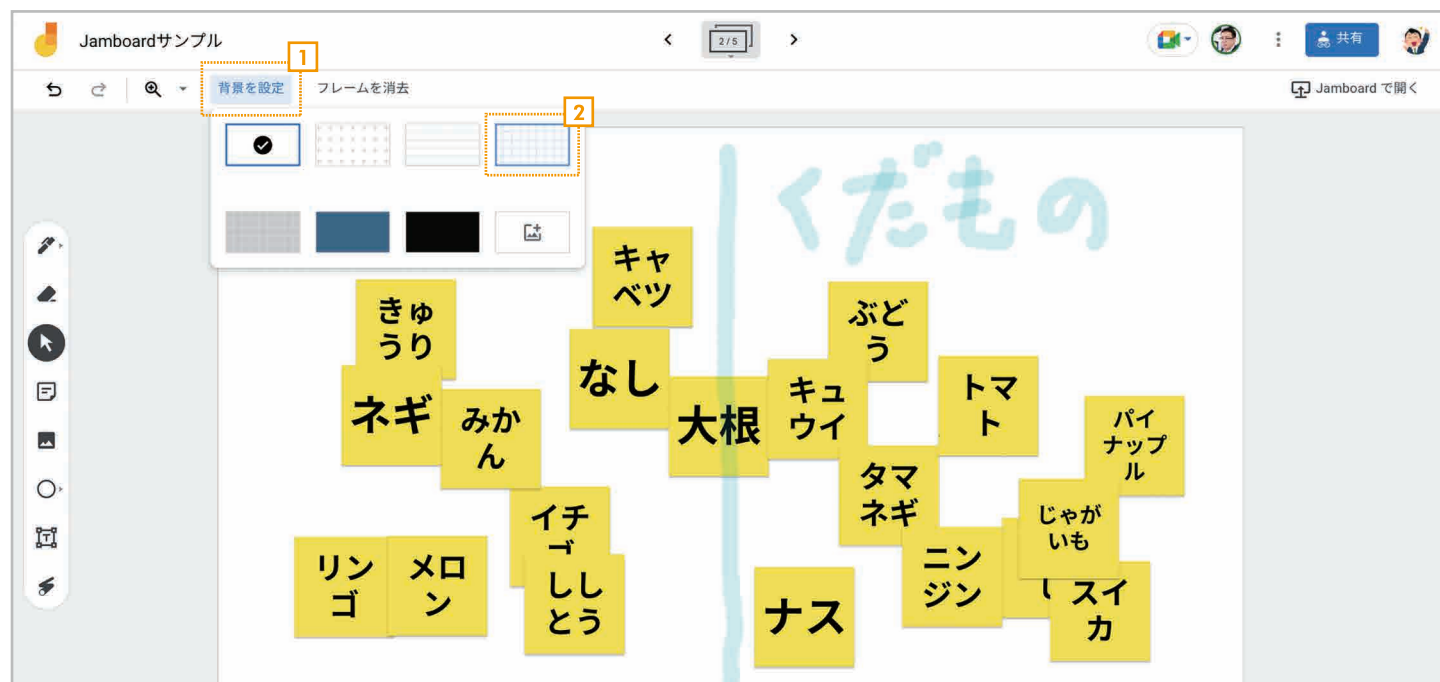 Jamboardサンプル
2/5
共有
1
背景を設定
フレームを消去
Jamboard で開く
2
くだもの
キャ
ベツ
きゅ
うり
ぶど
う
なし
ネギ
みか
ん
大根
キュ
ウイ
トマ
ト
パイ
ナップ
ル
タマ
ネギ
イチ
ゴ
じゃが
いも
リン
ゴ
メロ
ン
しし
とう
ニン
ジン
し
スイ
カ
ナス